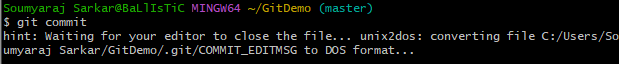 Soumyaraj Sarkar@BaLlIsTiC MINGW64 ~/GitDemo (master)
$ git commit
hint: Waiting for your editor to close the file... unix2dos: converting file C:/Users/So
umyaraj Sarkar/GitDemo/.git/COMMIT_EDITMSG to DOS format...